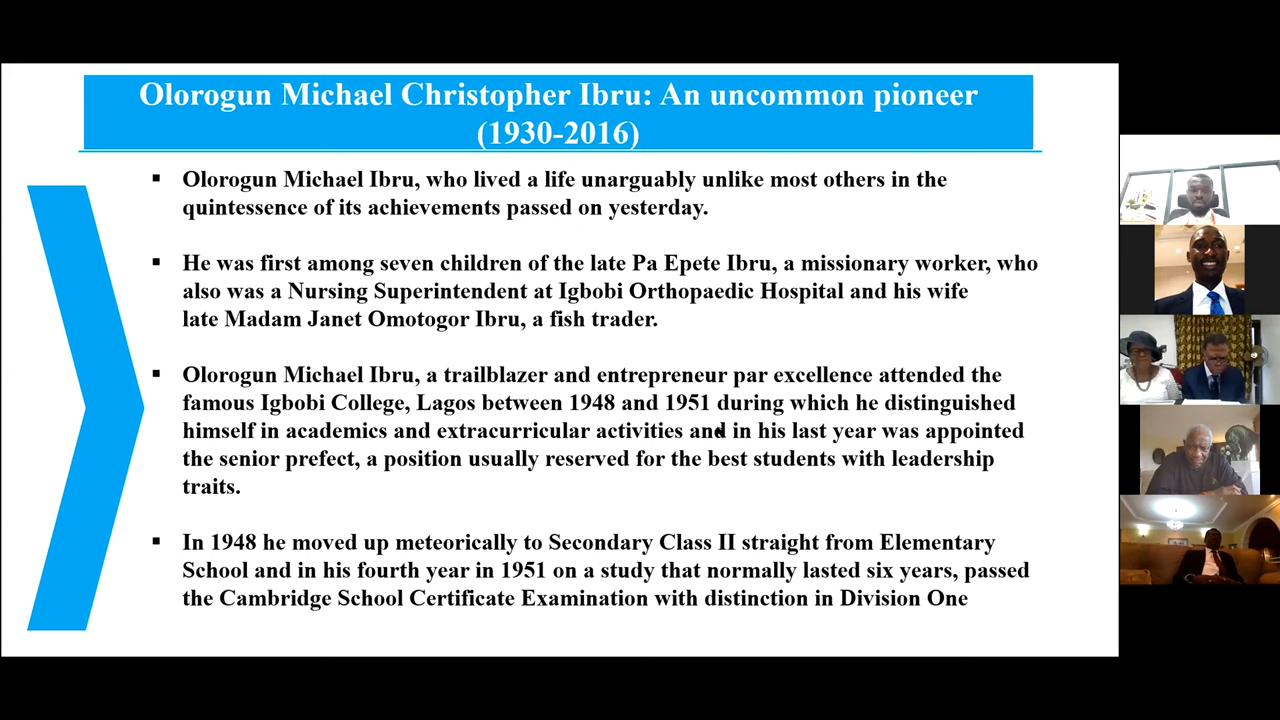 Olorogun Michael Christopher Ibru: An uncommon pioneer
(1930-2016)
▪ Olorogun Michael Ibru, who lived a life unarguably unlike most others in the
quintessence of its achievements passed on yesterday.
▪ He was first among seven children of the late Pa Epete Ibru, a missionary worker, who
also was a Nursing Superintendent at Igbobi Orthopaedic Hospital and his wife
late Madam Janet Omotogor Ibru, a fish trader.
▪ Olorogun Michael Ibru, a trailblazer and entrepreneur par excellence attended the
famous Igbobi College, Lagos between 1948 and 1951 during which he distinguished
himself in academics and extracurricular activities and in his last year was appointed
the senior prefect, a position usually reserved for the best students with leadership
traits.
▪ In 1948 he moved up meteorically to Secondary Class II straight from Elementary
School and in his fourth year in 1951 on a study that normally lasted six years, passed
the Cambridge School Certificate Examination with distinction in Division One